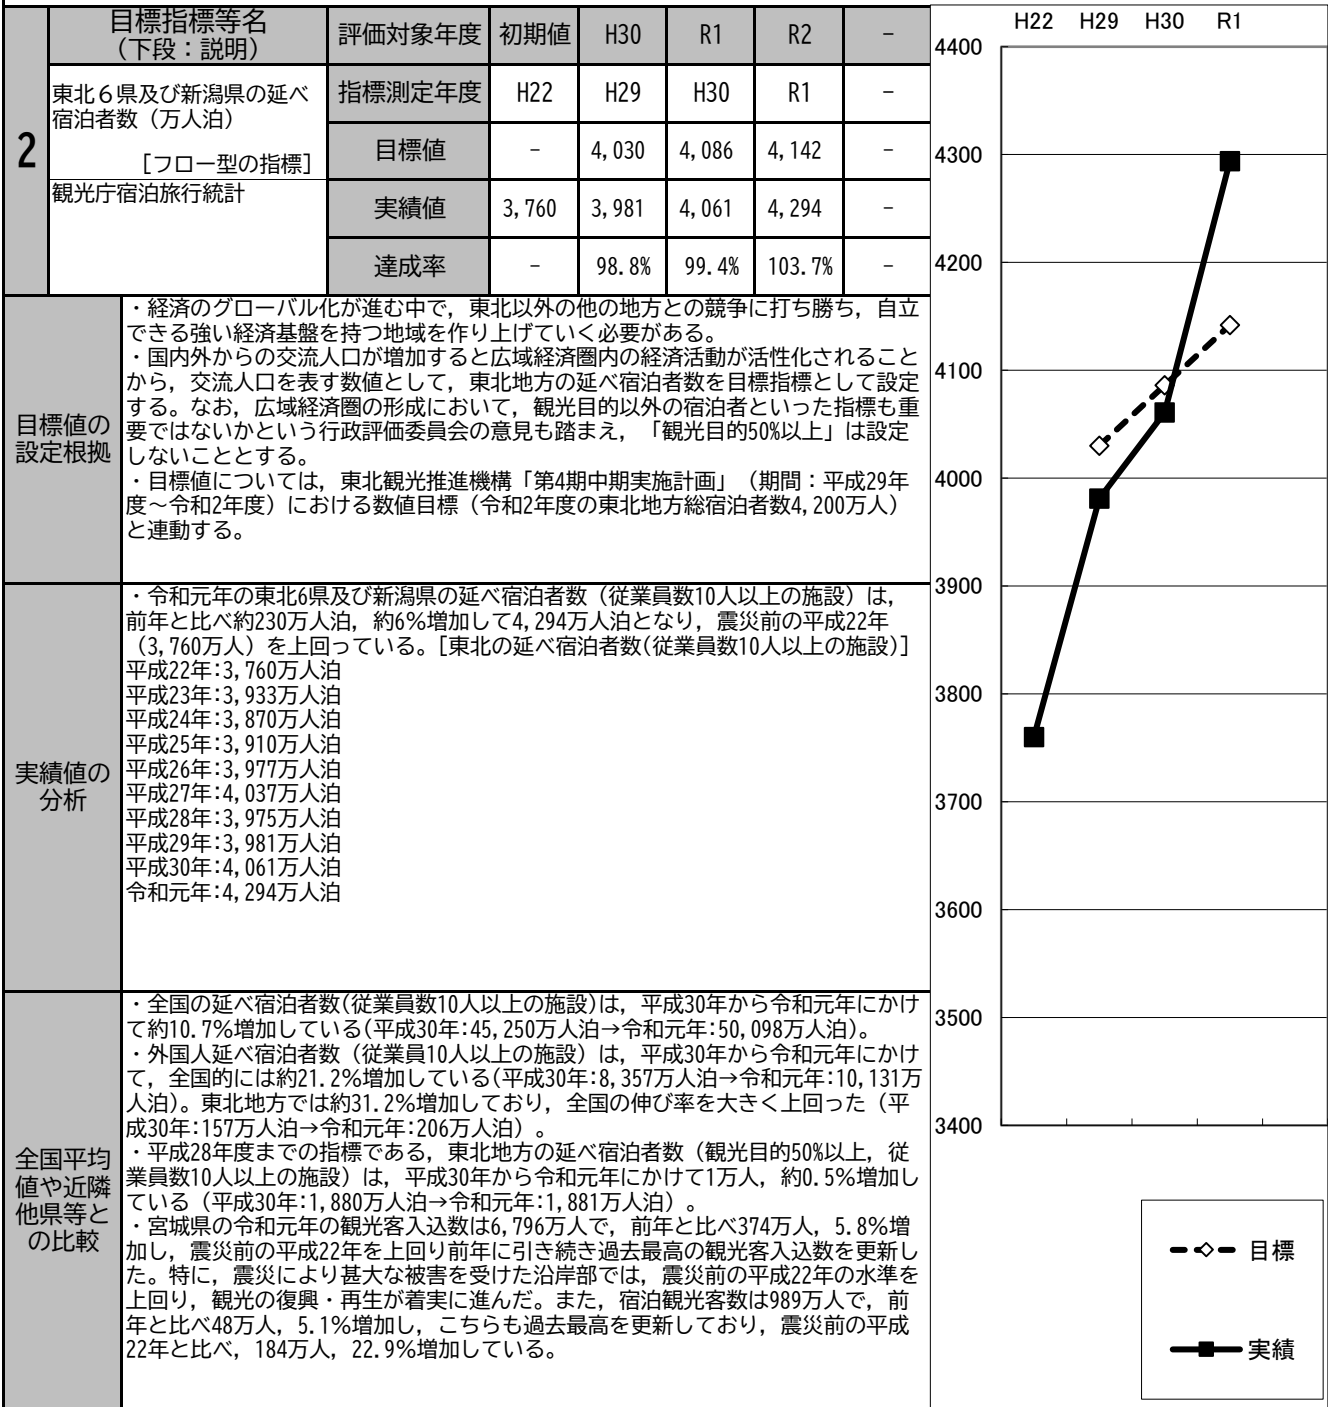 2
目標指標等名
（下段：説明）
評価対象年度 初期値 H30 R1 R2 －
東北６県及び新潟県の延べ
宿泊者数（万人泊）
［フロー型の指標］
観光庁宿泊旅行統計
指標測定年度 H22 H29 H30 R1 －
目標値 － 4,030 4,086 4,142 －
実績値 3,760 3,981 4,061 4,294 －
達成率 － 98.8% 99.4% 103.7% －
目標値の
設定根拠
・経済のグローバル化が進む中で，東北以外の他の地方との競争に打ち勝ち，自立
できる強い経済基盤を持つ地域を作り上げていく必要がある。
・国内外からの交流人口が増加すると広域経済圏内の経済活動が活性化されること
から，交流人口を表す数値として，東北地方の延べ宿泊者数を目標指標として設定
する。なお，広域経済圏の形成において，観光目的以外の宿泊者といった指標も重
要ではないかという行政評価委員会の意見も踏まえ，「観光目的50%以上」は設定
しないこととする。
・目標値については，東北観光推進機構「第4期中期実施計画」（期間：平成29年
度～令和2年度）における数値目標（令和2年度の東北地方総宿泊者数4,200万人）
と連動する。
実績値の
分析
・令和元年の東北6県及び新潟県の延べ宿泊者数（従業員数10人以上の施設）は，
前年と比べ約230万人泊，約6％増加して4,294万人泊となり，震災前の平成22年
（3,760万人）を上回っている。[東北の延べ宿泊者数(従業員数10人以上の施設)]
平成22年:3,760万人泊
平成23年:3,933万人泊
平成24年:3,870万人泊
平成25年:3,910万人泊
平成26年:3,977万人泊
平成27年:4,037万人泊
平成28年:3,975万人泊
平成29年:3,981万人泊
平成30年:4,061万人泊
令和元年:4,294万人泊
全国平均
値や近隣
他県等と
の比較
・全国の延べ宿泊者数(従業員数10人以上の施設)は，平成30年から令和元年にかけ
て約10.7％増加している(平成30年:45,250万人泊→令和元年:50,098万人泊)。
・外国人延べ宿泊者数（従業員10人以上の施設）は，平成30年から令和元年にかけ
て，全国的には約21.2％増加している(平成30年:8,357万人泊→令和元年:10,131万
人泊)。東北地方では約31.2％増加しており，全国の伸び率を大きく上回った（平
成30年:157万人泊→令和元年:206万人泊）。
・平成28年度までの指標である，東北地方の延べ宿泊者数（観光目的50%以上，従
業員数10人以上の施設）は，平成30年から令和元年にかけて1万人，約0.5％増加し
ている（平成30年:1,880万人泊→令和元年:1,881万人泊）。
・宮城県の令和元年の観光客入込数は6,796万人で，前年と比べ374万人，5.8％増
加し，震災前の平成22年を上回り前年に引き続き過去最高の観光客入込数を更新し
た。特に，震災により甚大な被害を受けた沿岸部では，震災前の平成22年の水準を
上回り，観光の復興・再生が着実に進んだ。また，宿泊観光客数は989万人で，前
年と比べ48万人，5.1％増加し，こちらも過去最高を更新しており，震災前の平成
22年と比べ，184万人，22.9％増加している。
H22 H29 H30 R1
4400
4300
4200
4100
4000
3900
3800
3700
3600
3500
3400
目標
実績